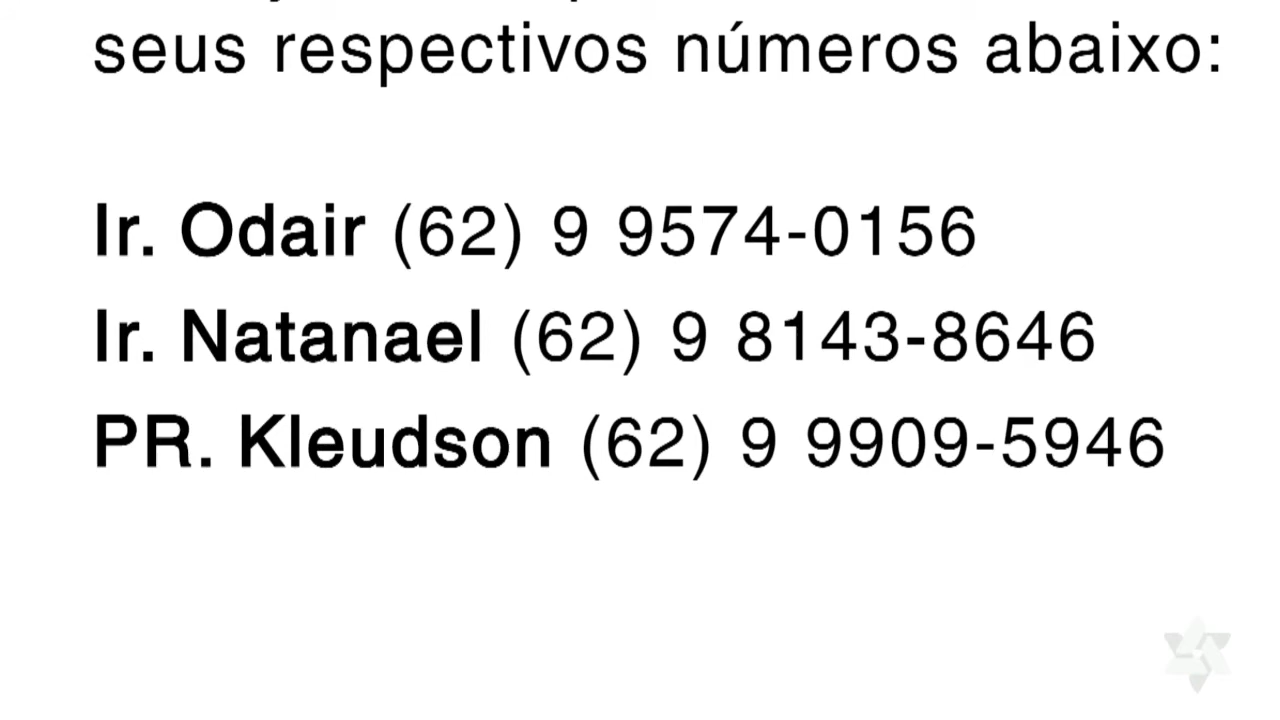 seus respectivos números abaixo:
Ir. Odair (62) 9 9574-0156
Ir. Natanael (62) 9 8143-8646
PR. Kleudson (62) 9 9909-5946